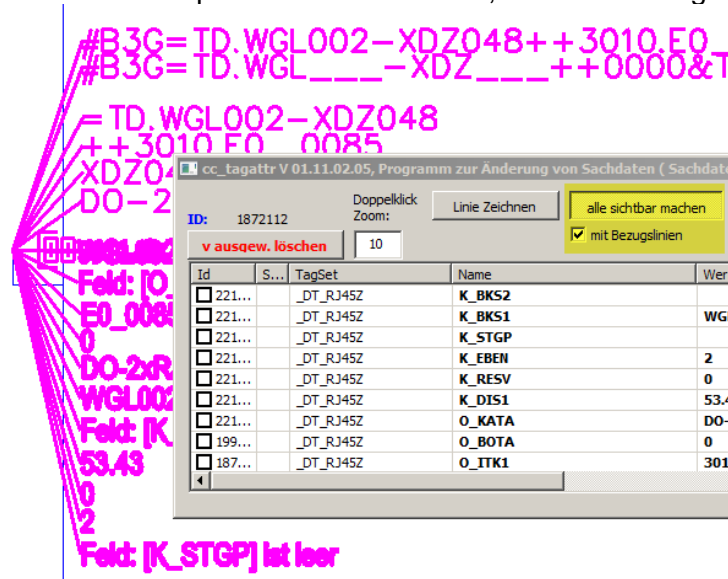 #B3G=TD.WGL002-XDZ048++3010.E0_
#B3G=TD.WGL___-XDZ___++0000&T
=TD.WGL002-XDZ048
++3010.E0_0085
XDZ04
DO-2
cc_tagattr V 01.11.02.05, Programm zur Änderung von Sachdaten ( Sachdate
ID: 1872112
Doppelklick
Zoom:
Linie Zeichnen
alle sichtbar machen
v ausgew. löschen
10
mit Bezugslinien
Id S... TagSet Name Wer
221... _DT_RJ45Z K_BKS2
221... _DT_RJ45Z K_BKS1 WGL
221... _DT_RJ45Z K_STGP
221... _DT_RJ45Z K_EBEN 2
221... _DT_RJ45Z K_RESV 0
221... _DT_RJ45Z K_DIS1 53.4
221... _DT_RJ45Z O_KATA DO-
199... _DT_RJ45Z O_BOTA 0
187... _DT_RJ45Z O_ITK1 301
Feld: [O_
E0_0085
0
DO-2xR
WGL002
Feld: [K_
53.43
0
2
Feld: [K_STGP] ist leer